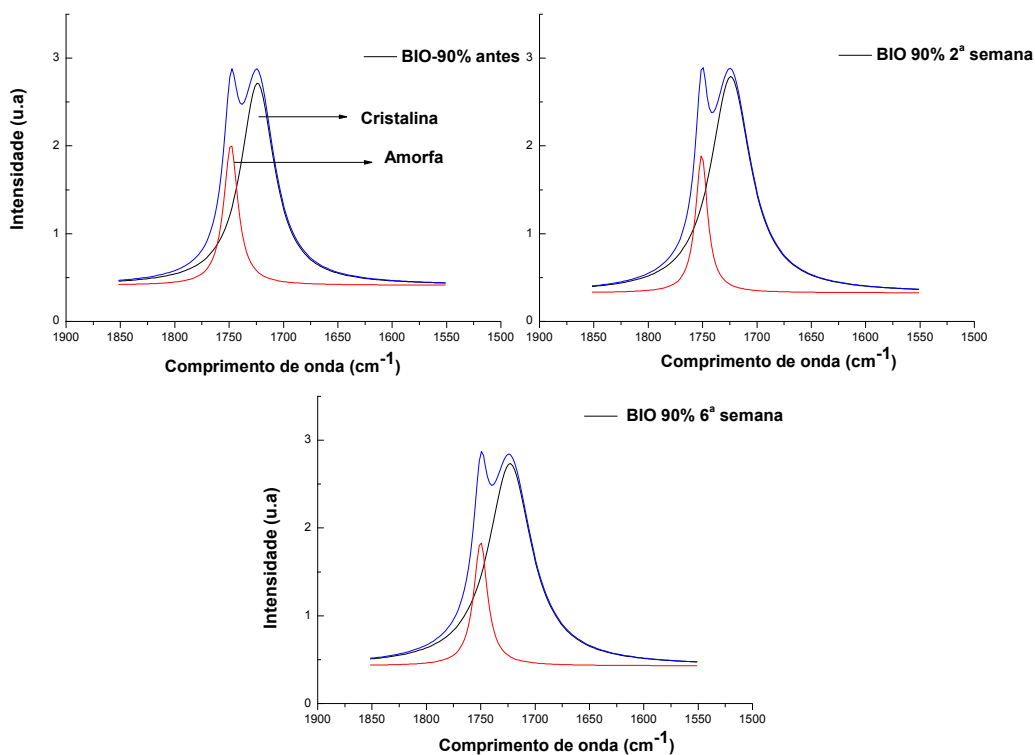 BIO-90% antes
Cristalina
Amorfa
Intensidade (u.a)
3
2
1
0
1900 1850 1800 1750 1700 1650 1600 1550 1500
Comprimento de onda (cm⁻¹)
BIO 90% 2ª semana
3
2
1
0
1900 1850 1800 1750 1700 1650 1600 1550 1500
Comprimento de onda (cm⁻¹)
BIO 90% 6ª semana
Intensidade (u.a)
3
2
1
0
1900 1850 1800 1750 1700 1650 1600 1550 1500
Comprimento de onda (cm⁻¹)